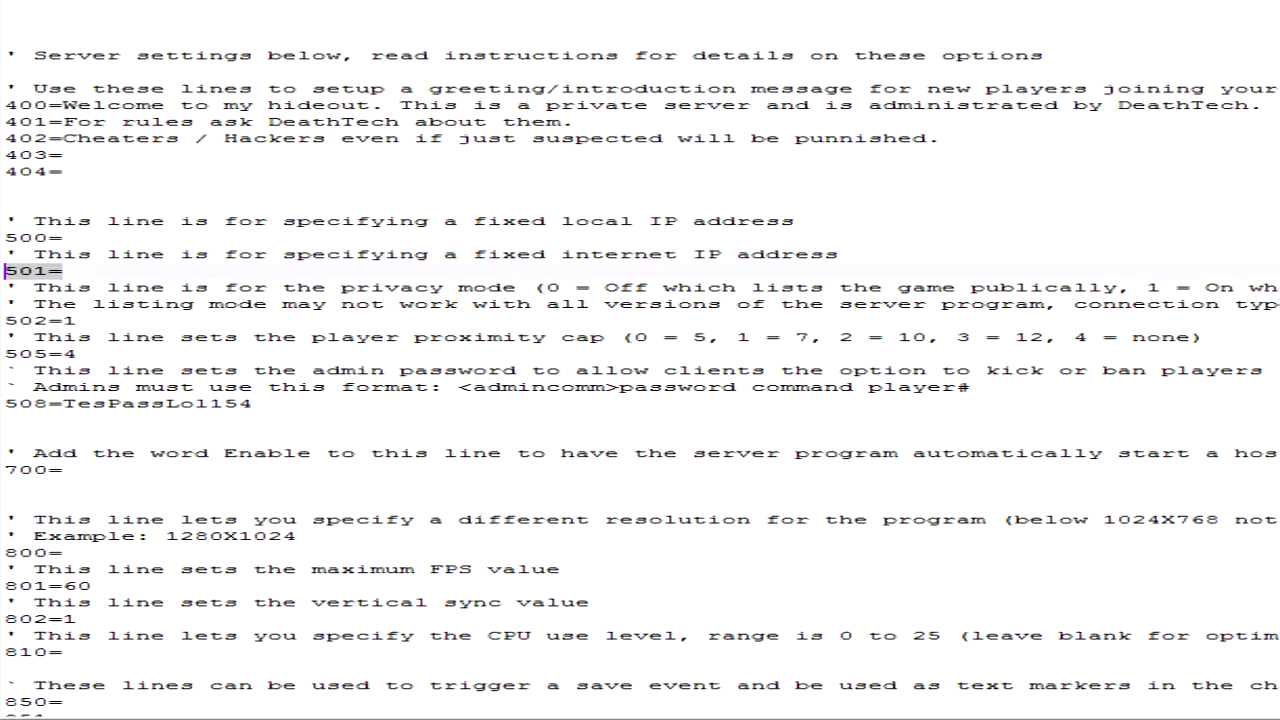 ' Server settings below, read instructions for details on these options
' Use these lines to setup a greeting/introduction message for new players joining your
400=Welcome to my hideout. This is a private server and is administrated by DeathTech.
401=For rules ask DeathTech about them.
402=Cheaters / Hackers even if just suspected will be punnished.
403=
404=
' This line is for specifying a fixed local IP address
500=
' This line is for specifying a fixed internet IP address
501=
' This line is for the privacy mode (0 = Off which lists the game publically, 1 = On wh
' The listing mode may not work with all versions of the server program, connection typ
502=1
' This line sets the player proximity cap (0 = 5, 1 = 7, 2 = 10, 3 = 12, 4 = none)
505=4
` This line sets the admin password to allow clients the option to kick or ban players
` Admins must use this format: <admincomm>password command player#
508=TesPassLol154
' Add the word Enable to this line to have the server program automatically start a hos
700=
' This line lets you specify a different resolution for the program (below 1024X768 not
' Example: 1280X1024
800=
' This line sets the maximum FPS value
801=60
' This line sets the vertical sync value
802=1
' This line lets you specify the CPU use level, range is 0 to 25 (leave blank for optim
810=
` These lines can be used to trigger a save event and be used as text markers in the ch
850=